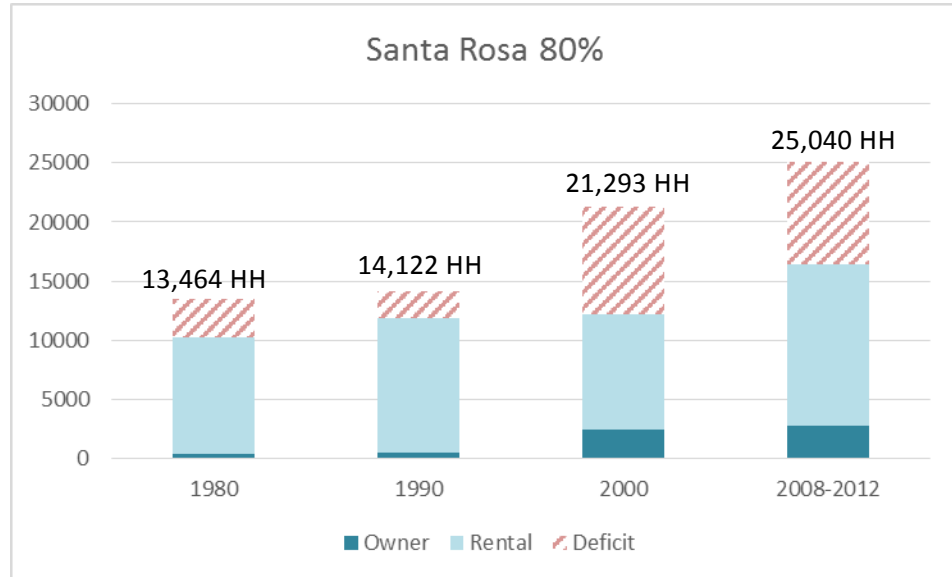 Santa Rosa 80%
30000
25000
20000
15000
10000
5000
0
13,464 HH
14,122 HH
21,293 HH
25,040 HH
1980 1990 2000 2008-2012
Owner Rental Deficit